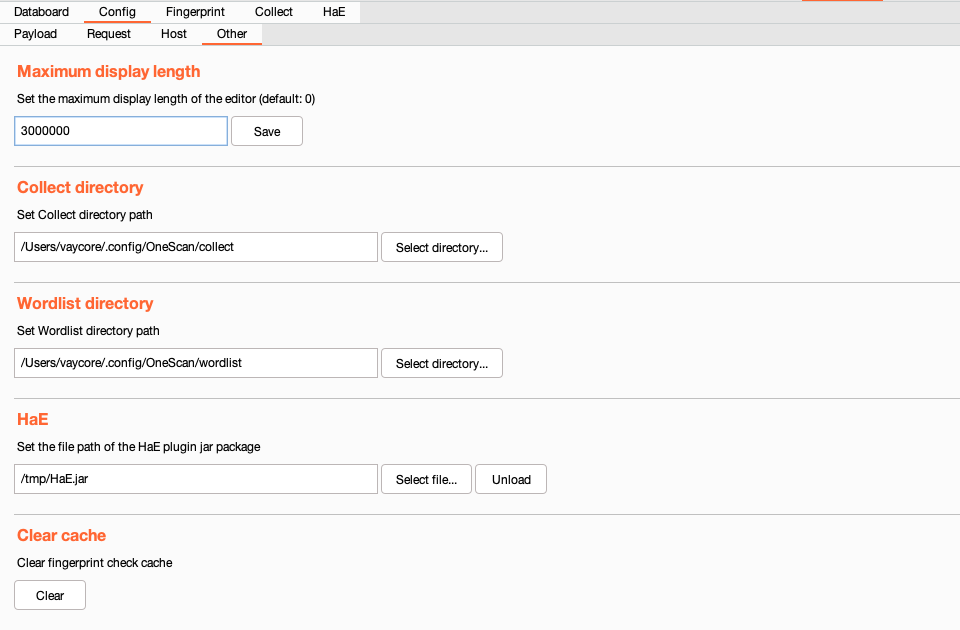 Databoard Config Fingerprint Collect HaE
Payload Request Host Other
Maximum display length
Set the maximum display length of the editor (default: 0)
3000000 Save
Collect directory
Set Collect directory path
/Users/vaycore/.config/OneScan/collect Select directory...
Wordlist directory
Set Wordlist directory path
/Users/vaycore/.config/OneScan/wordlist Select directory...
HaE
Set the file path of the HaE plugin jar package
/tmp/HaE.jar Select file... Unload
Clear cache
Clear fingerprint check cache
Clear